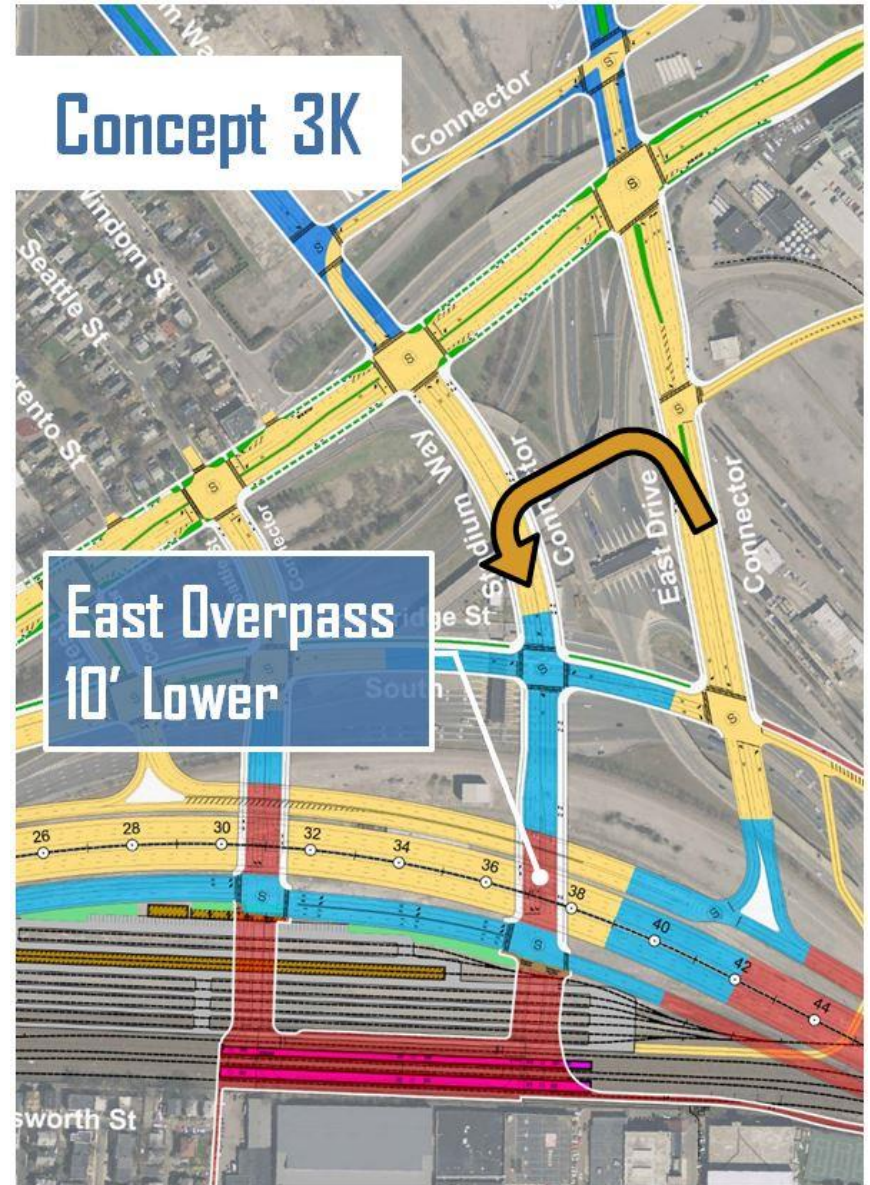 Concept 3K
Connector
Windom St
Seattle St
rento St
Way
Stadium
Connector
East Drive
Connector
East Overpass
10' Lower
ridge St
South
26
28
30
32
34
36
38
40
42
44
S
S
S
S
S
S
S
S
S
S
S
sworth St